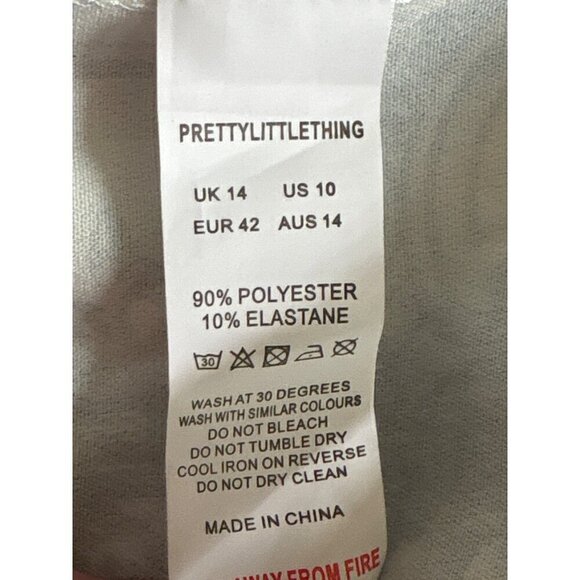 PRETTYLITTLETHING
UK 14 US 10
EUR 42 AUS 14
90% POLYESTER
10% ELASTANE
30
WASH AT 30 DEGREES
WASH WITH SIMILAR COLOURS
DO NOT BLEACH
DO NOT TUMBLE DRY
COOL IRON ON REVERSE
DO NOT DRY CLEAN
MADE IN CHINA
AWAY FROM FIRE